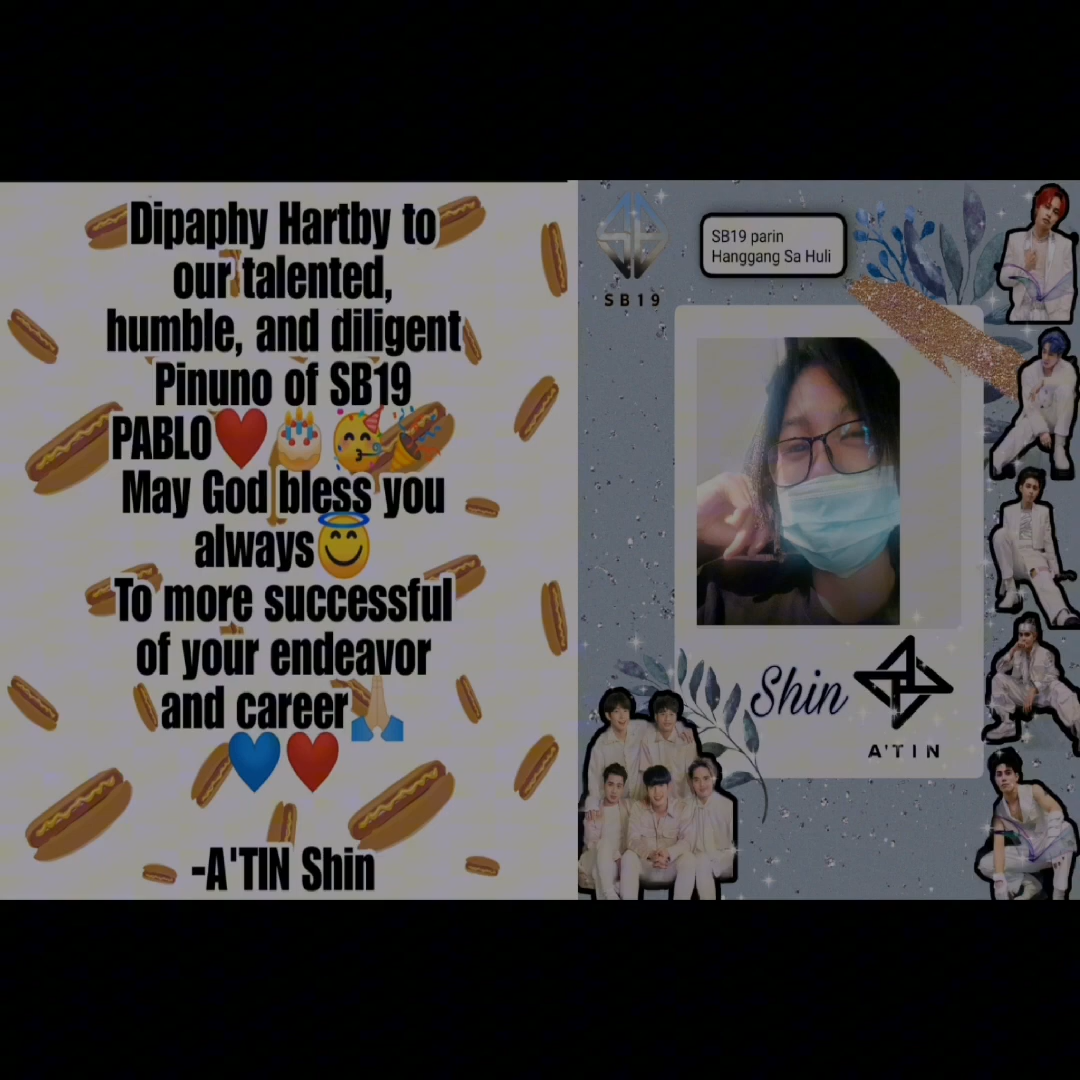 Dipaphy Hartby to
our talented,
humble, and diligent
Pinuno of SB19
PABLO❤️🎂🥳🎉
May God bless you
always😇
To more successful
of your endeavor
and career🙏🏼
💙❤️
-A'TIN Shin
SB19
SB19 parin
Hanggang Sa Huli
Shin
A'TIN